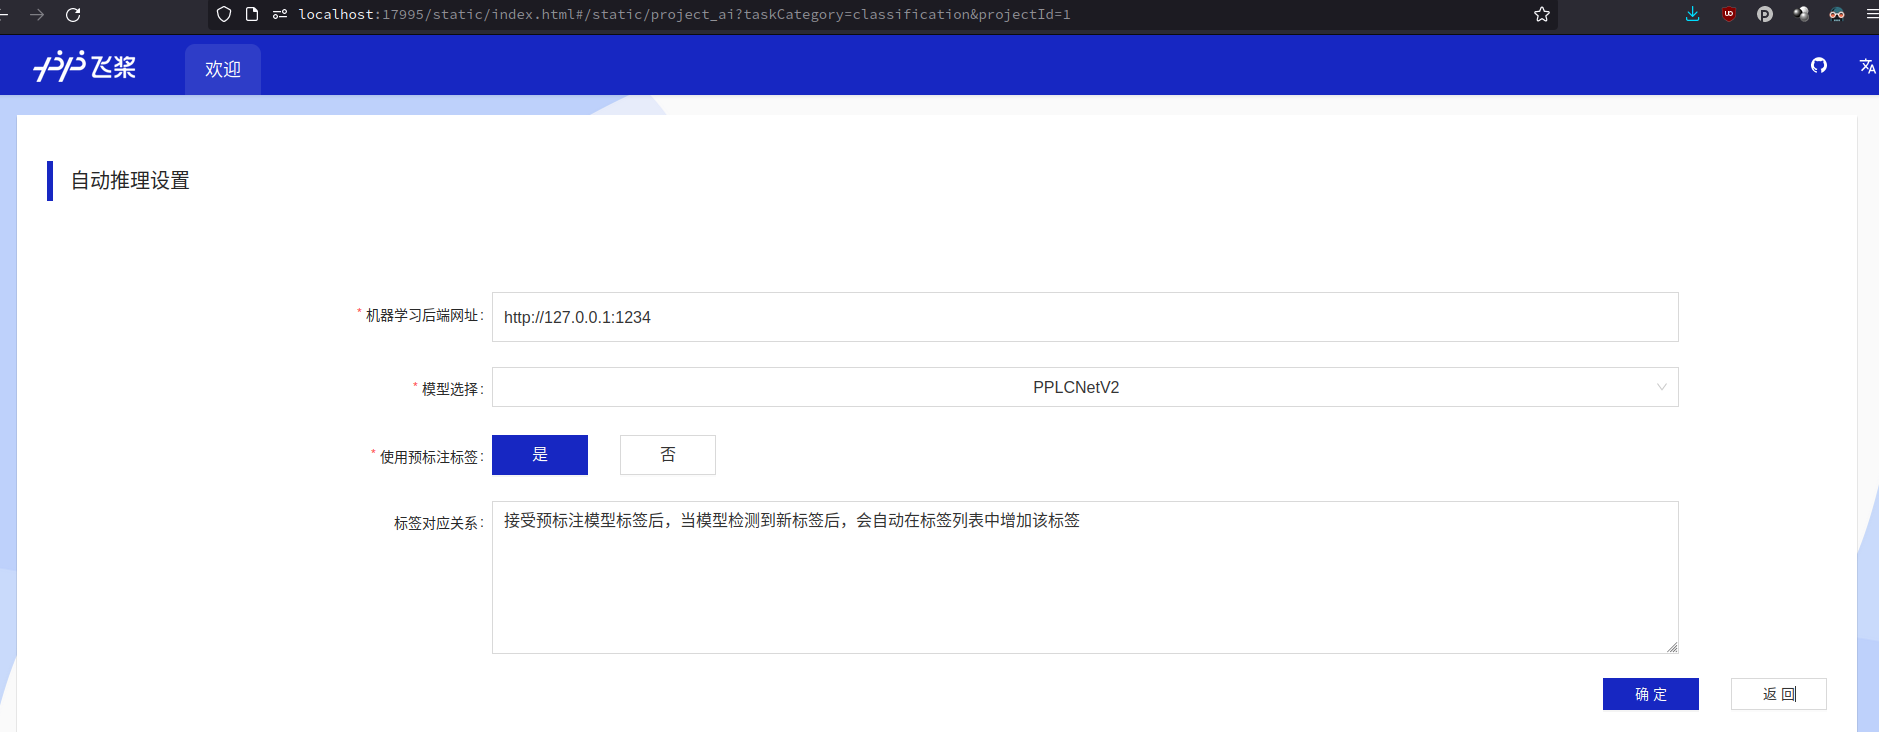 localhost:17995/static/index.html#/static/project_ai?taskCategory=classification&projectId=1
飞桨 欢迎
自动推理设置
* 机器学习后端网址: http://127.0.0.1:1234
* 模型选择: PPLCNetV2
* 使用预标注标签: 是 否
标签对应关系: 接受预标注模型标签后，当模型检测到新标签后，会自动在标签列表中增加该标签
确 定 返 回